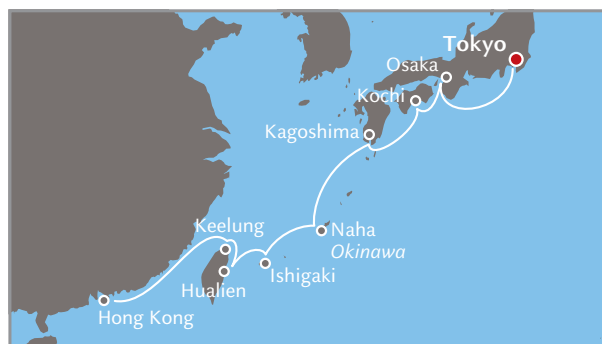 Tokyo
Osaka
Kochi
Kagoshima
Keelung
Naha
Okinawa
Ishigaki
Hualien
Hong Kong